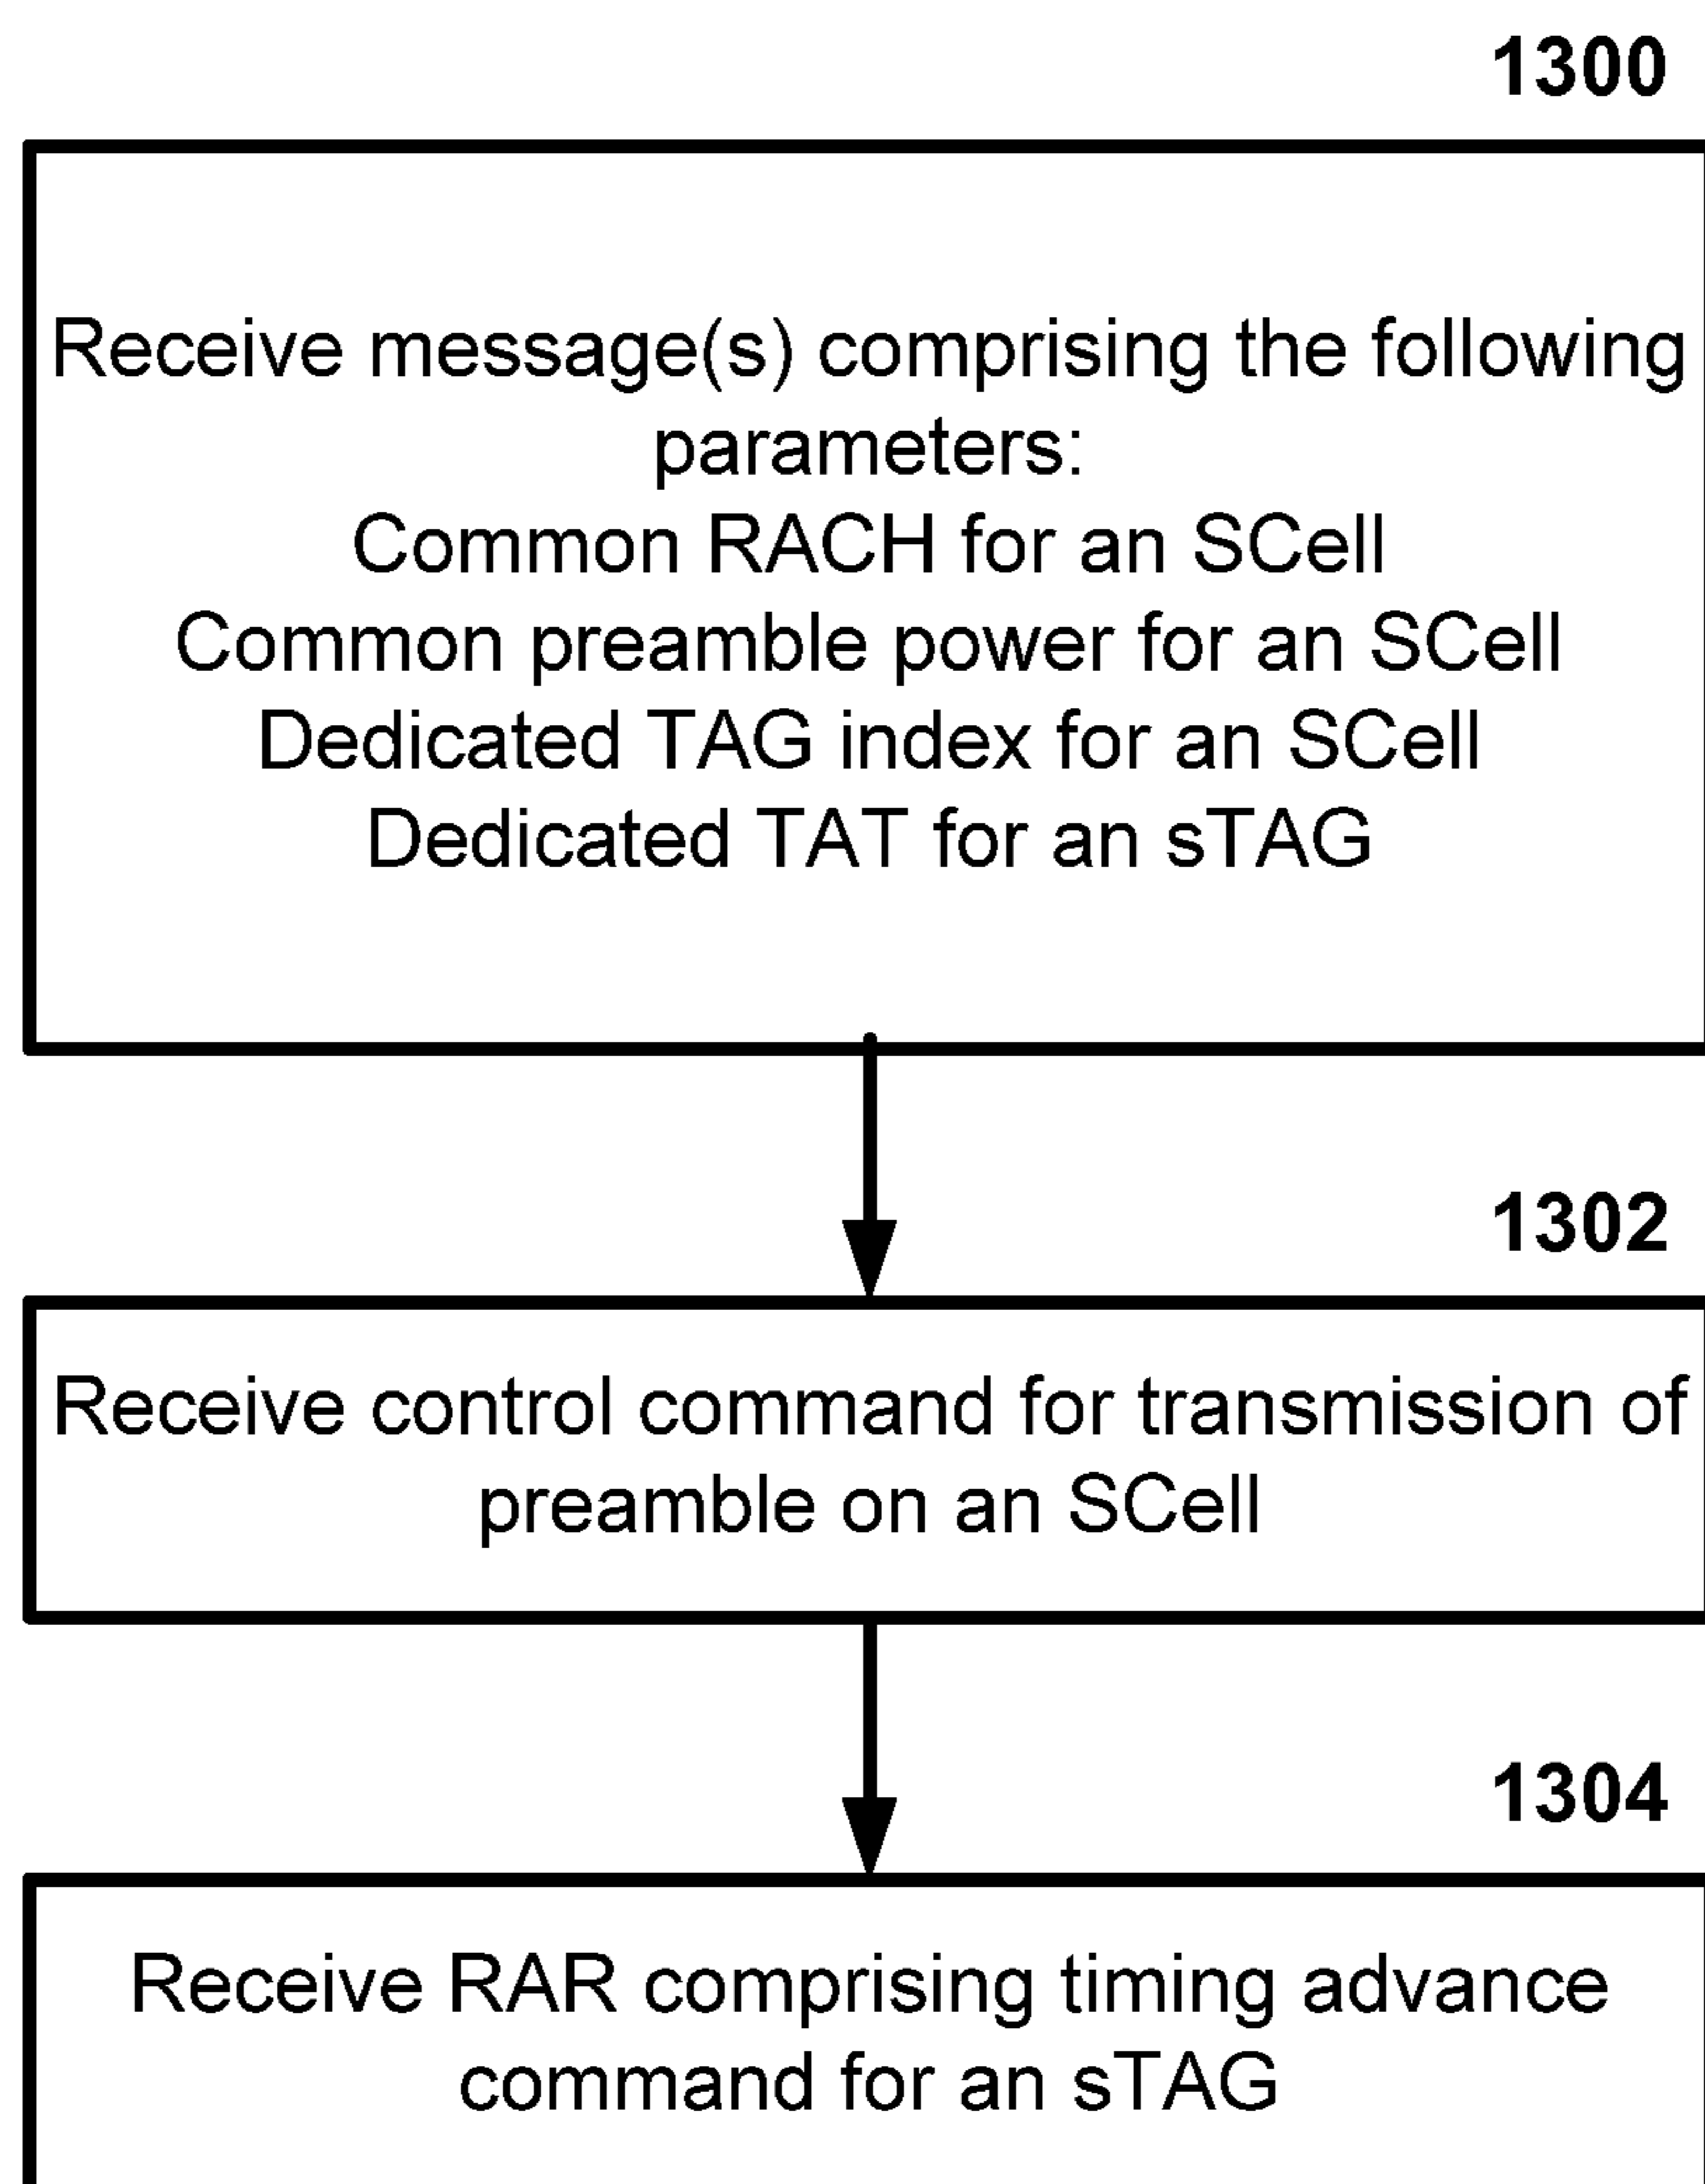 1300
Receive message(s) comprising the following
parameters:
Common RACH for an SCell
Common preamble power for an SCell
Dedicated TAG index for an SCell
Dedicated TAT for an sTAG
1302
Receive control command for transmission of
preamble on an SCell
1304
Receive RAR comprising timing advance
command for an sTAG